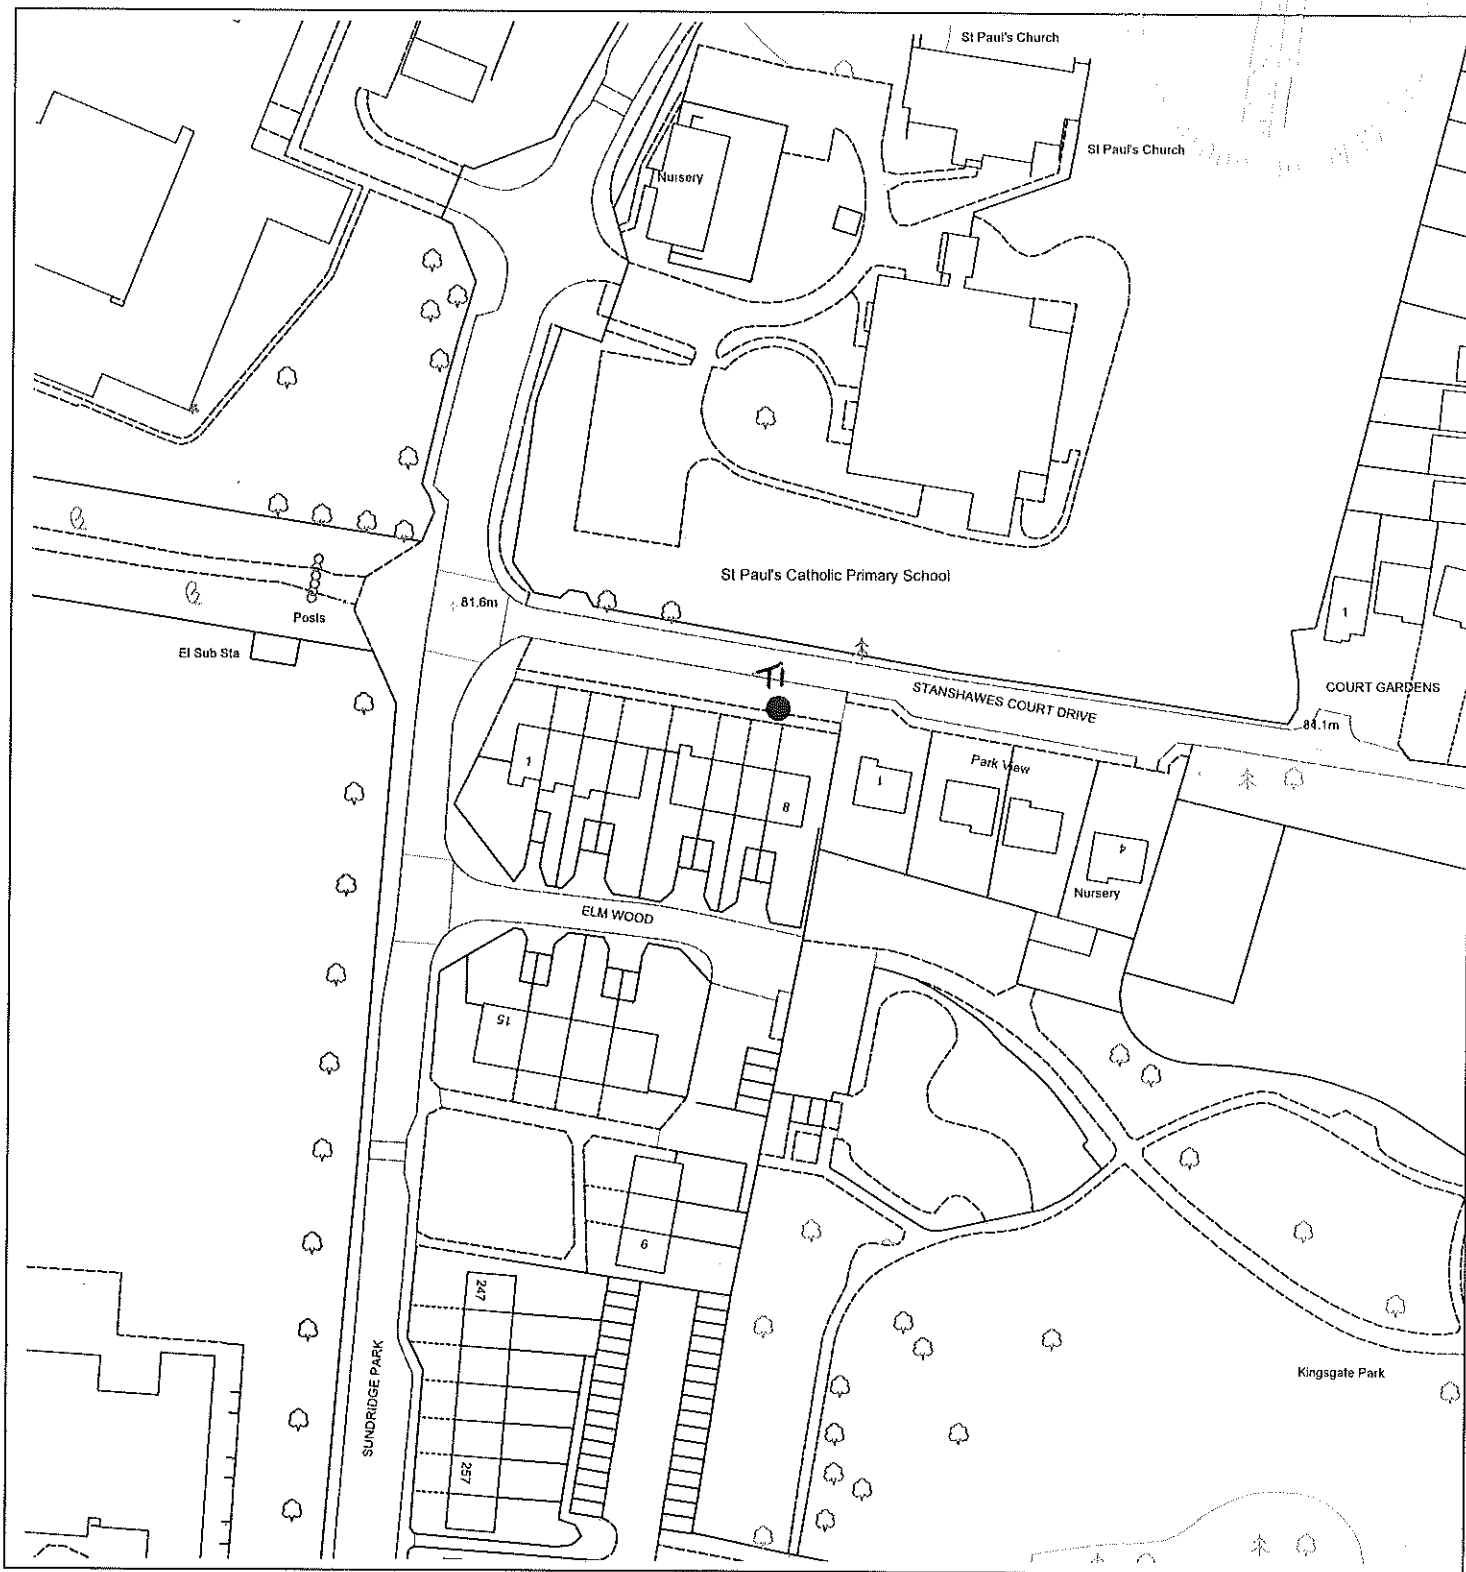 St Paul's Church
St Paul's Church
Nursery
St Paul's Catholic Primary School
81.6m
Posts
El Sub Sta
1
COURT GARDENS
T1
STANSHAWES COURT DRIVE
84.1m
Park View
1
1
8
4
Nursery
ELM WOOD
15
9
247
SUNDRIDGE PARK
257
Kingsgate Park